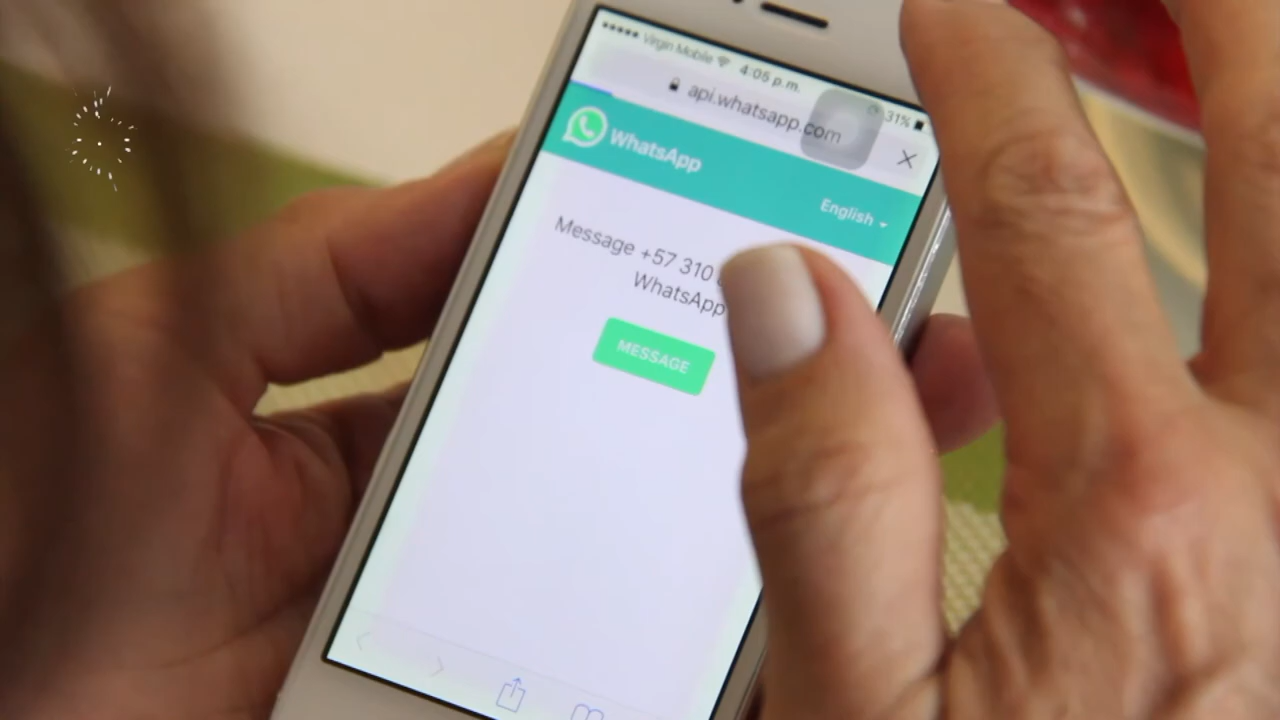 Virgin Mobile 4:05 p.m. 31%
api.whatsapp.com
WhatsApp
English
Message +57 310
WhatsApp
MESSAGE